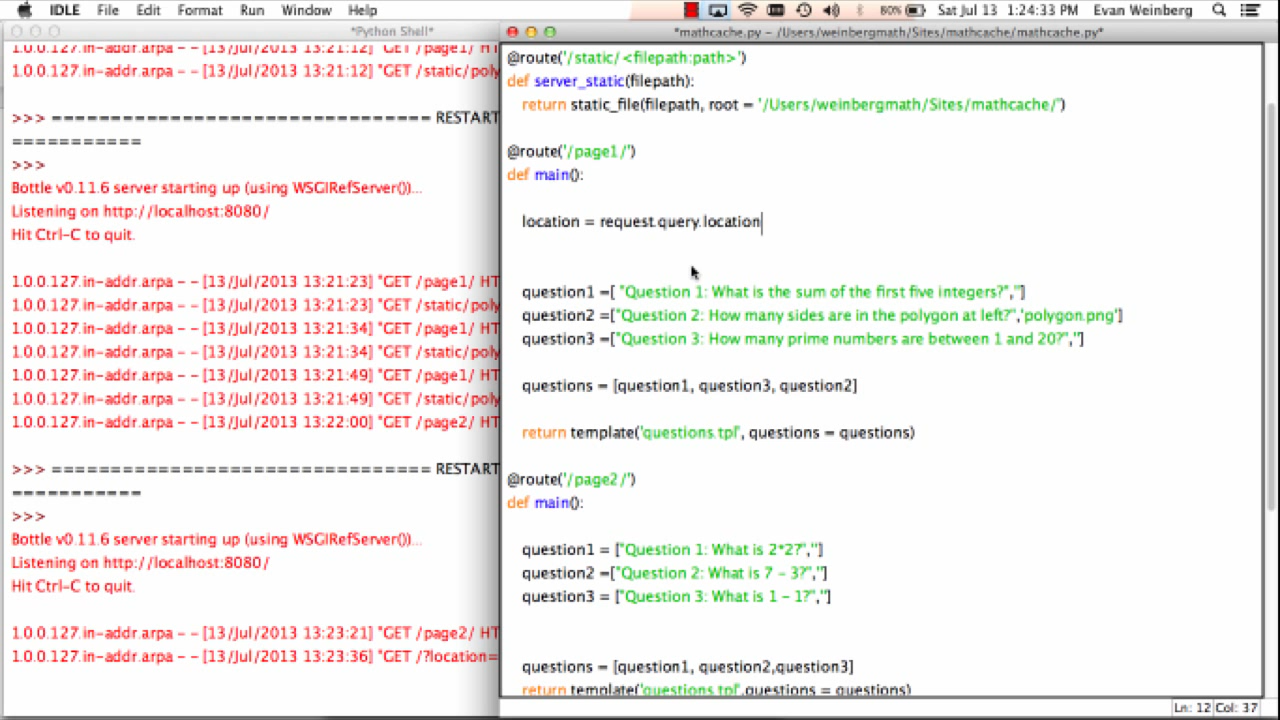 IDLE File Edit Format Run Window Help 80% Sat Jul 13 1:24:33 PM Evan Weinberg
*Python Shell*
1.0.0.127.in-addr.arpa - - [13/Jul/2013 13:21:12] "GET /page1/ HT
1.0.0.127.in-addr.arpa - - [13/Jul/2013 13:21:12] "GET /static/poly
>>> ================================ RESTART
===========
>>>
Bottle v0.11.6 server starting up (using WSGIRefServer())...
Listening on http://localhost:8080/
Hit Ctrl-C to quit.
1.0.0.127.in-addr.arpa - - [13/Jul/2013 13:21:23] "GET /page1/ HT
1.0.0.127.in-addr.arpa - - [13/Jul/2013 13:21:23] "GET /static/poly
1.0.0.127.in-addr.arpa - - [13/Jul/2013 13:21:34] "GET /page1/ HT
1.0.0.127.in-addr.arpa - - [13/Jul/2013 13:21:34] "GET /static/poly
1.0.0.127.in-addr.arpa - - [13/Jul/2013 13:21:49] "GET /page1/ HT
1.0.0.127.in-addr.arpa - - [13/Jul/2013 13:21:49] "GET /static/poly
1.0.0.127.in-addr.arpa - - [13/Jul/2013 13:22:00] "GET /page2/ HT
>>> ================================ RESTART
===========
>>>
Bottle v0.11.6 server starting up (using WSGIRefServer())...
Listening on http://localhost:8080/
Hit Ctrl-C to quit.
1.0.0.127.in-addr.arpa - - [13/Jul/2013 13:23:21] "GET /page2/ HT
1.0.0.127.in-addr.arpa - - [13/Jul/2013 13:23:36] "GET /?location=
*mathcache.py - /Users/weinbergmath/Sites/mathcache/mathcache.py*
@route('/static/<filepath:path>')
def server_static(filepath):
return static_file(filepath, root = '/Users/weinbergmath/Sites/mathcache/')
@route('/page1/')
def main():
location = request.query.location
question1 =[ "Question 1: What is the sum of the first five integers?",'']
question2 =["Question 2: How many sides are in the polygon at left?",'polygon.png']
question3 =["Question 3: How many prime numbers are between 1 and 20?",'']
questions = [question1, question3, question2]
return template('questions.tpl', questions = questions)
@route('/page2/')
def main():
question1 = ["Question 1: What is 2*2?",'']
question2 =["Question 2: What is 7 - 3?",'']
question3 = ["Question 3: What is 1 - 1?",'']
questions = [question1, question2,question3]
return template('questions.tpl',questions = questions)
Ln: 12 Col: 37